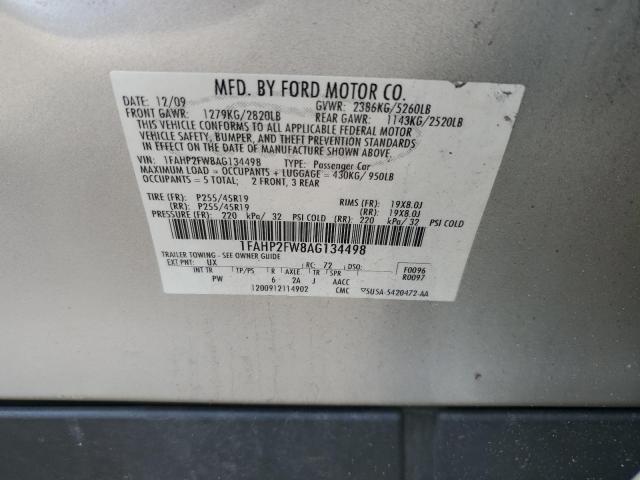 MFD. BY FORD MOTOR CO.
DATE: 12/09 GVWR: 2386KG/5260LB
FRONT GAWR: 1279KG/2820LB REAR GAWR: 1143KG/2520LB
THIS VEHICLE CONFORMS TO ALL APPLICABLE FEDERAL MOTOR
VEHICLE SAFETY, BUMPER, AND THEFT PREVENTION STANDARDS
IN EFFECT ON THE DATE OF MANUFACTURE SHOWN ABOVE.
VIN: 1FAHP2FW8AG134498 TYPE: Passenger Car
MAXIMUM LOAD = OCCUPANTS + LUGGAGE = 430KG/950LB
OCCUPANTS = 5 TOTAL; 2 FRONT, 3 REAR
TIRE (FR): P255/45R19 RIMS (FR): 19X8.0J
(RR): P255/45R19 (RR): 19X8.0J
PRESSURE (FR): 220 kPa/ 32 PSI COLD (RR): 220 kPa/ 32 PSI COLD
1FAHP2FW8AG134498
TRAILER TOWING - SEE OWNER GUIDE
EXT PNT: UX RC: 72 DSO: F0096
INT TR TP/PS R AXLE TR SPR R0097
PW 6 2A J AACC
1200912114902 CMC 5U5A-5420472-AA